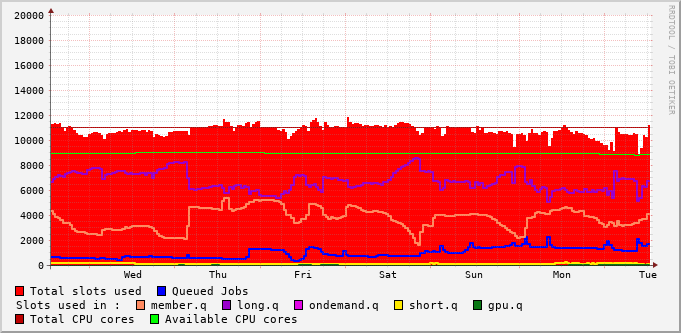 20000
18000
16000
14000
12000
10000
8000
6000
4000
2000
0
Wed Thu Fri Sat Sun Mon Tue
RRDTOOL / TOBI OETIKER
Total slots used Queued Jobs
Slots used in : member.q long.q ondemand.q short.q gpu.q
Total CPU cores Available CPU cores